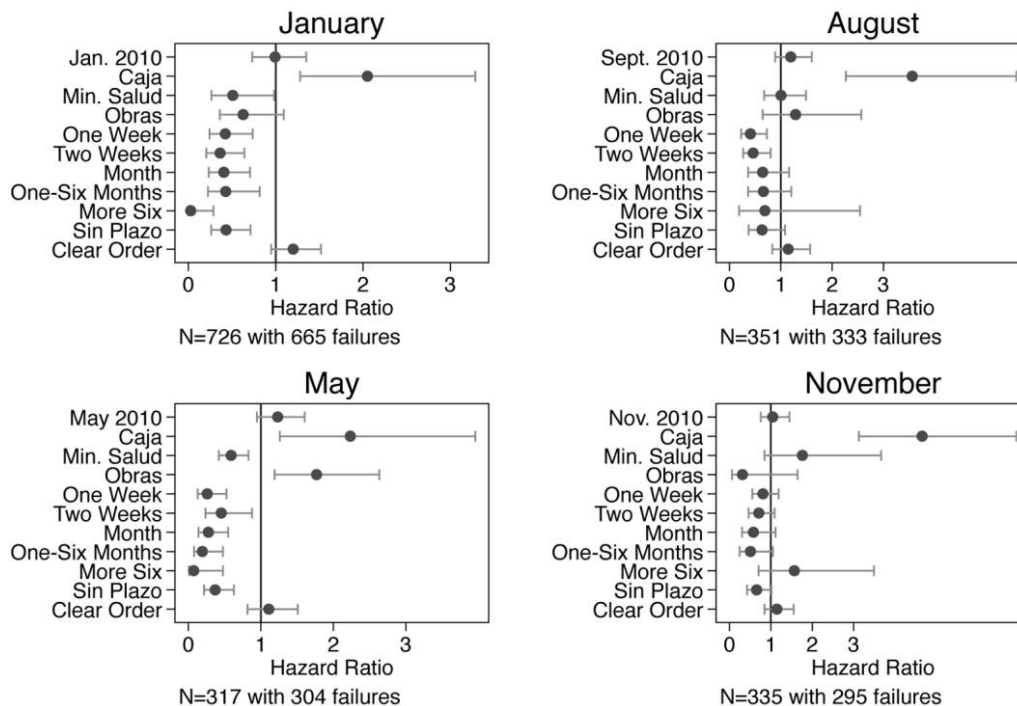 January
Jan. 2010
Caja
Min. Salud
Obras
One Week
Two Weeks
Month
One-Six Months
More Six
Sin Plazo
Clear Order
0 1 2 3
Hazard Ratio
N=726 with 665 failures
August
Sept. 2010
Caja
Min. Salud
Obras
One Week
Two Weeks
Month
One-Six Months
More Six
Sin Plazo
Clear Order
0 1 2 3
Hazard Ratio
N=351 with 333 failures
May
May 2010
Caja
Min. Salud
Obras
One Week
Two Weeks
Month
One-Six Months
More Six
Sin Plazo
Clear Order
0 1 2 3
Hazard Ratio
N=317 with 304 failures
November
Nov. 2010
Caja
Min. Salud
Obras
One Week
Two Weeks
Month
One-Six Months
More Six
Sin Plazo
Clear Order
0 1 2 3
Hazard Ratio
N=335 with 295 failures